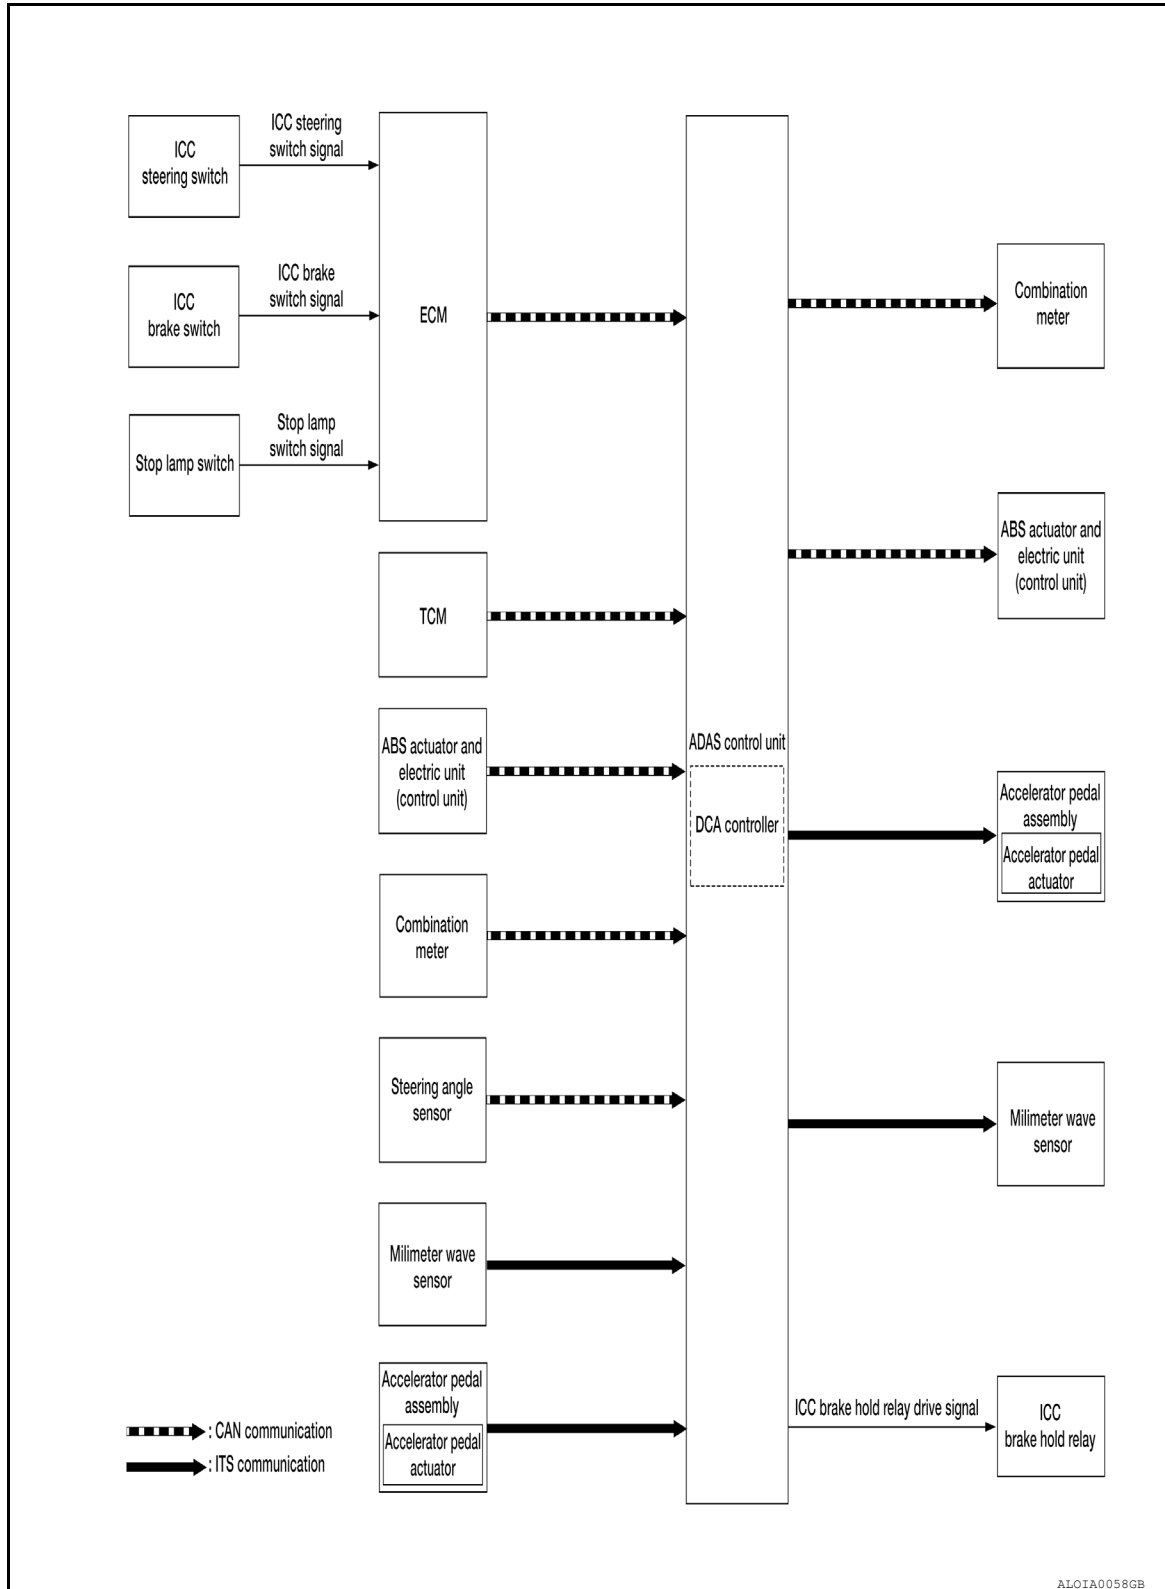 ICC
steering switch
ICC steering
switch signal
ICC
brake switch
ICC brake
switch signal
Stop lamp switch
Stop lamp
switch signal
ECM
TCM
ABS actuator and
electric unit
(control unit)
Combination
meter
Steering angle
sensor
Milimeter wave
sensor
Accelerator pedal
assembly
Accelerator pedal
actuator
ADAS control unit
DCA controller
Combination
meter
ABS actuator and
electric unit
(control unit)
Accelerator pedal
assembly
Accelerator pedal
actuator
Milimeter wave
sensor
ICC brake hold relay drive signal
ICC
brake hold relay
: CAN communication
: ITS communication
ALOIA0058GB